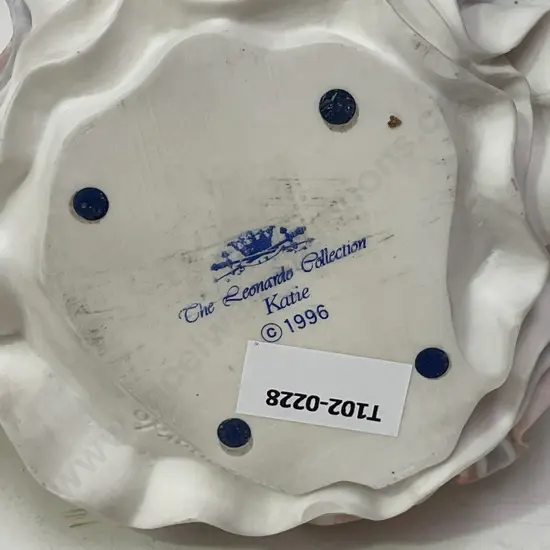 The Leonardo Collection
Katie
© 1996
T102-0228